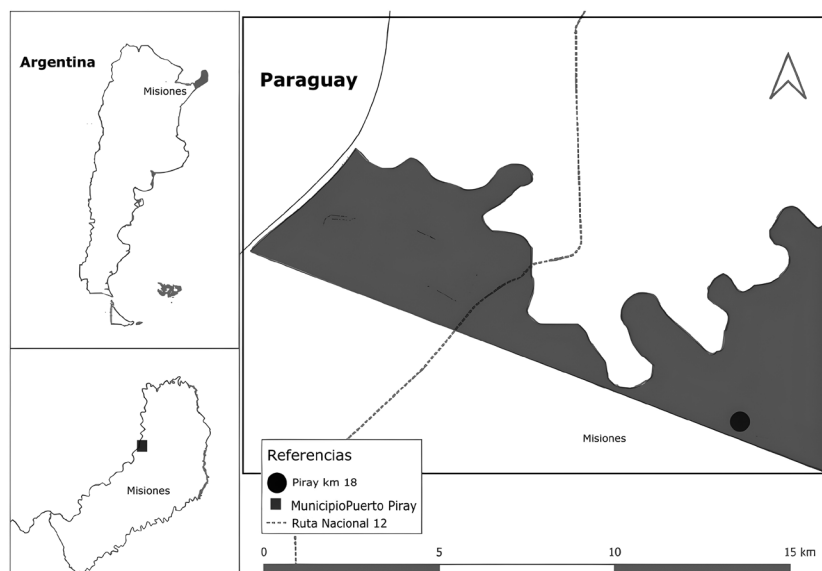 Argentina
Misiones
Paraguay
Misiones
Misiones
Referencias
Piray km 18
MunicipioPuerto Piray
Ruta Nacional 12
0 5 10 15 km